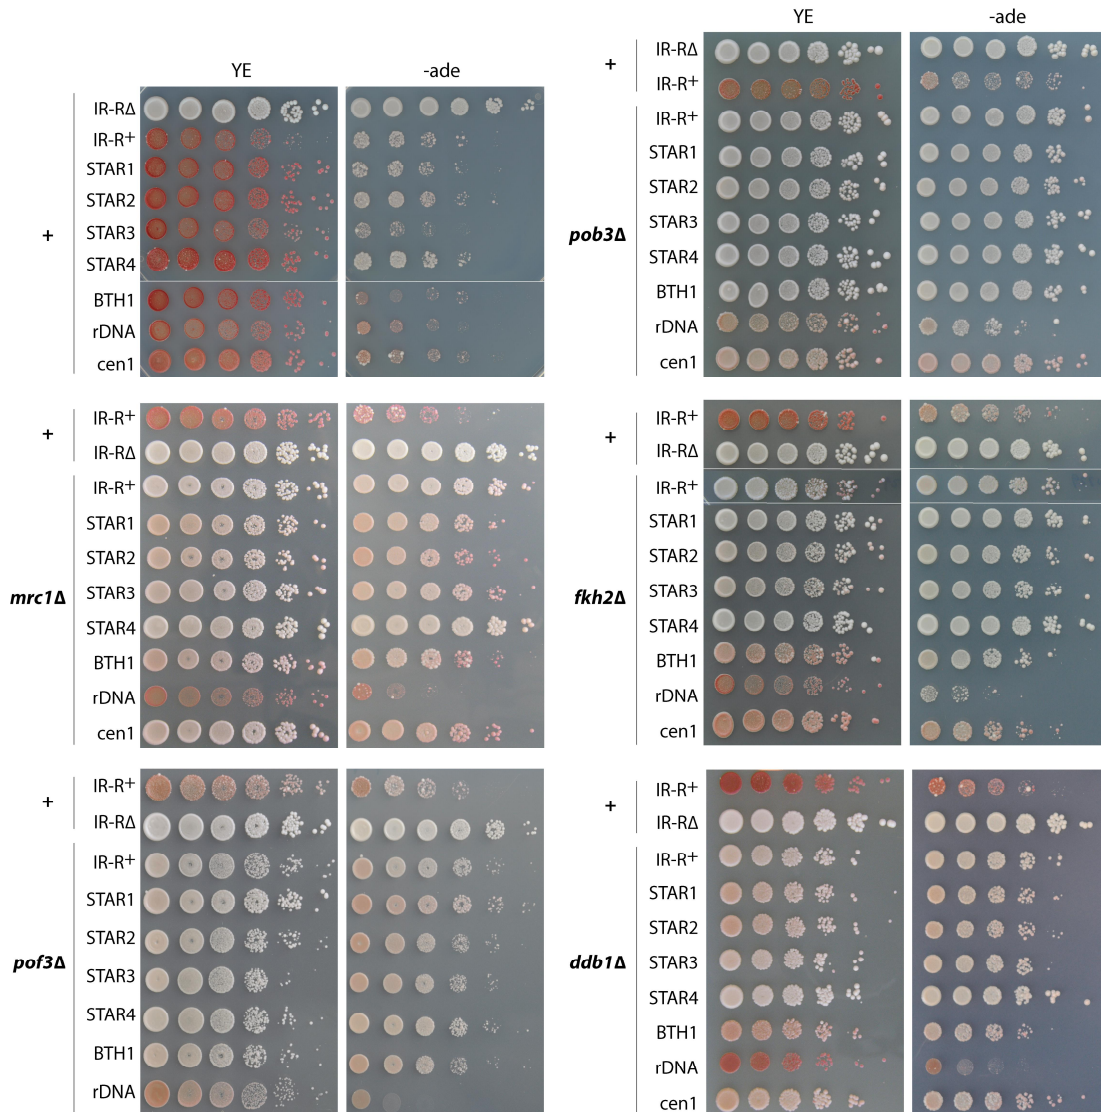 YE -ade
+
IR-RΔ
IR-R+
STAR1
STAR2
STAR3
STAR4
BTH1
rDNA
cen1
+
IR-R+
IR-RΔ
mrc1Δ
IR-R+
STAR1
STAR2
STAR3
STAR4
BTH1
rDNA
cen1
+
IR-R+
IR-RΔ
pof3Δ
IR-R+
STAR1
STAR2
STAR3
STAR4
BTH1
rDNA
YE -ade
+
IR-RΔ
IR-R+
pob3Δ
IR-R+
STAR1
STAR2
STAR3
STAR4
BTH1
rDNA
cen1
+
IR-R+
IR-RΔ
fkh2Δ
IR-R+
STAR1
STAR2
STAR3
STAR4
BTH1
rDNA
cen1
+
IR-R+
IR-RΔ
ddb1Δ
IR-R+
STAR1
STAR2
STAR3
STAR4
BTH1
rDNA
cen1